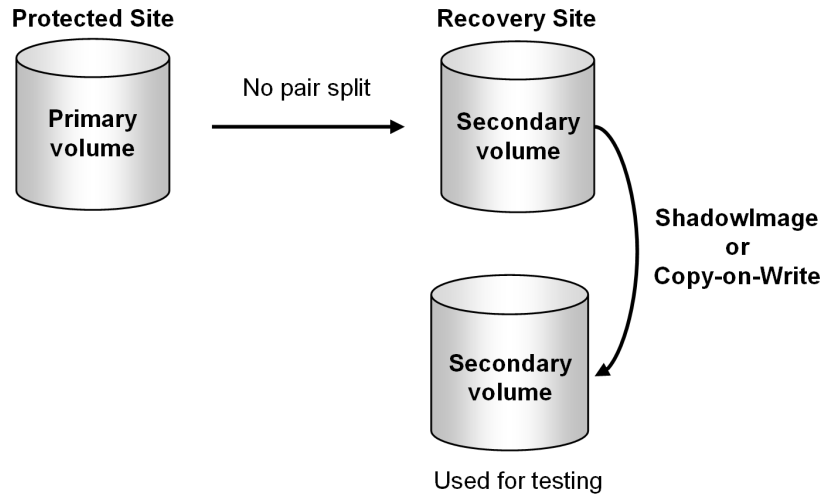 Protected Site
Recovery Site
Primary
volume
No pair split
Secondary
volume
ShadowImage
or
Copy-on-Write
Secondary
volume
Used for testing